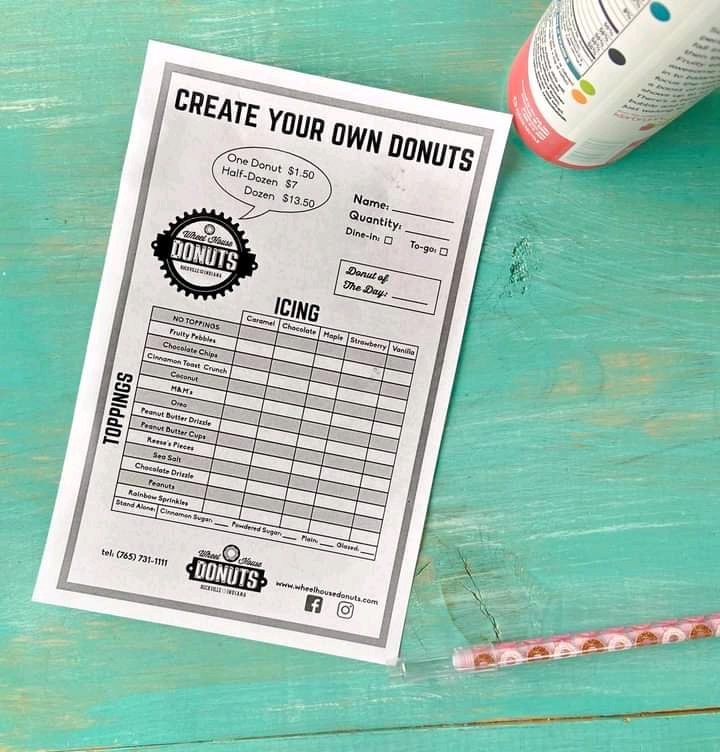 CREATE YOUR OWN DONUTS
One Donut $1.50
Half-Dozen $7
Dozen $13.50
Name:
Quantity:
Dine-in: To-go:
Wheel House
DONUTS
ROCKVILLE INDIANA
Donut of
The Day:
ICING
Caramel Chocolate Maple Strawberry Vanilla
TOPPINGS
NO TOPPINGS
Fruity Pebbles
Chocolate Chips
Cinnamon Toast Crunch
Coconut
M&M's
Oreo
Peanut Butter Drizzle
Peanut Butter Cups
Reese's Pieces
Sea Salt
Chocolate Drizzle
Peanuts
Rainbow Sprinkles
Stand Alone: Cinnamon Sugar: Powdered Sugar: Plain: Glazed:
tel: (765) 731-1111
Wheel House
DONUTS
ROCKVILLE INDIANA
www.wheelhousedonuts.com